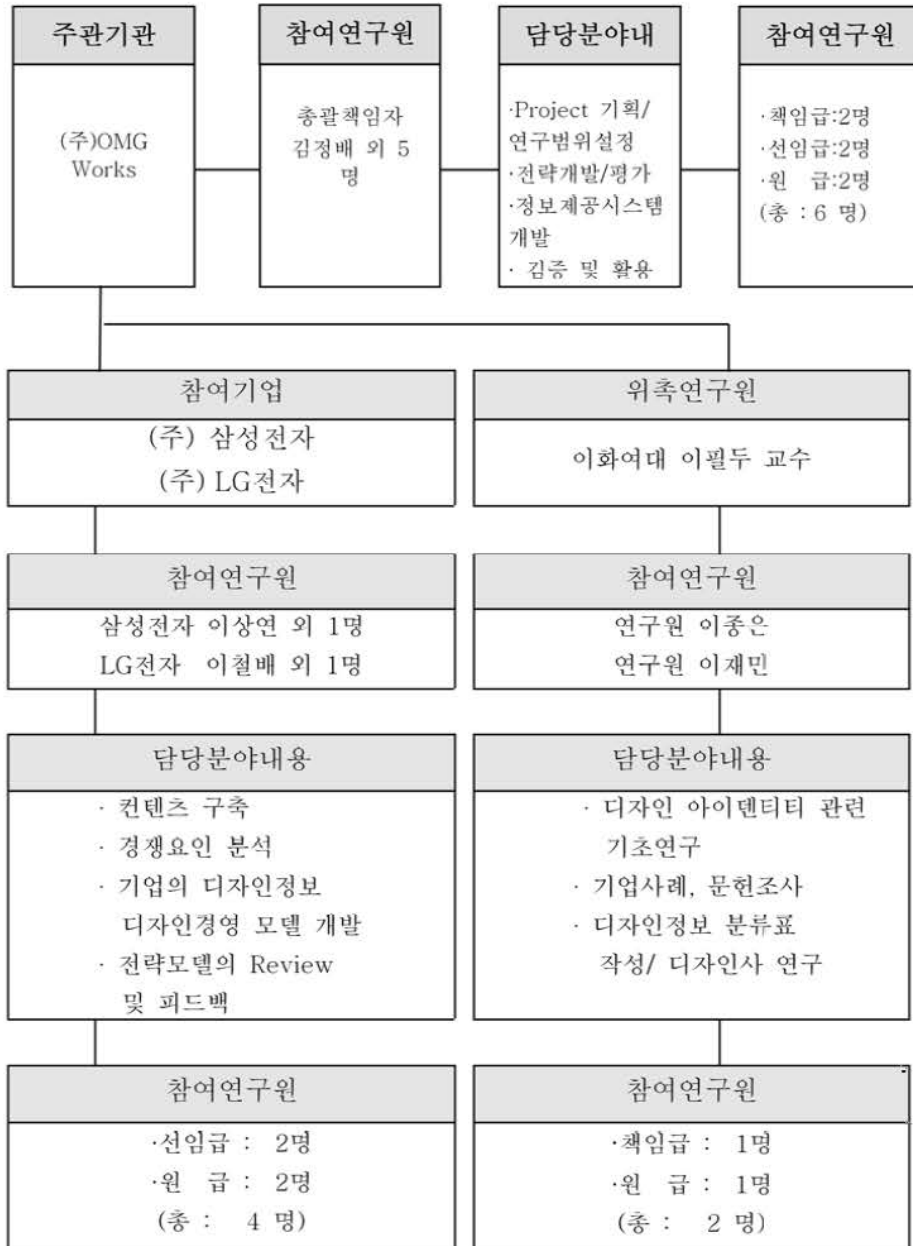 주관기관
(주)OMG
Works
참여연구원
총괄책임자
김정배 외 5
명
담당분야내
·Project 기획/
연구범위설정
·전략개발/평가
·정보제공시스템
개발
· 김증 및 활용
참여연구원
·책임급:2명
·선임급:2명
·원 급:2명
(총 : 6 명)
참여기업
(주) 삼성전자
(주) LG전자
위촉연구원
이화여대 이필두 교수
참여연구원
삼성전자 이상연 외 1명
LG전자 이철배 외 1명
참여연구원
연구원 이종은
연구원 이재민
담당분야내용
· 컨텐츠 구축
· 경쟁요인 분석
· 기업의 디자인정보
디자인경영 모델 개발
· 전략모델의 Review
및 피드백
담당분야내용
· 디자인 아이덴티티 관련
기초연구
· 기업사례, 문헌조사
· 디자인정보 분류표
작성/ 디자인사 연구
참여연구원
·선임급 : 2명
·원 급 : 2명
(총 : 4 명)
참여연구원
·책임급 : 1명
·원 급 : 1명
(총 : 2 명)